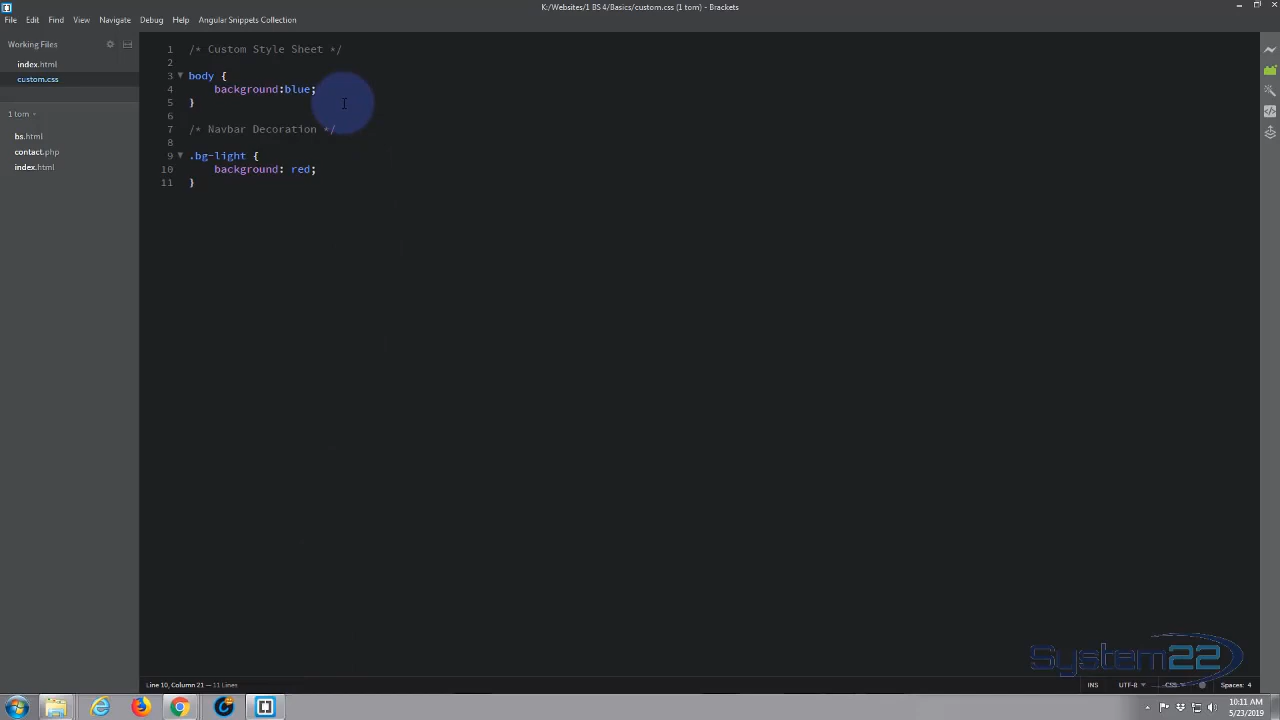 K:/Websites/1 BS 4/Basics/custom.css (1 tom) - Brackets
File Edit Find View Navigate Debug Help Angular Snippets Collection
Working Files
index.html
custom.css
1 tom
bs.html
contact.php
index.html
1 /* Custom Style Sheet */
2
3 body {
4 background:blue;
5 }
6
7 /* Navbar Decoration */
8
9 .bg-light {
10 background: red;
11 }
System22
Line 10, Column 21 — 11 Lines
INS UTF-8 CSS Spaces: 4
10:11 AM
5/23/2019